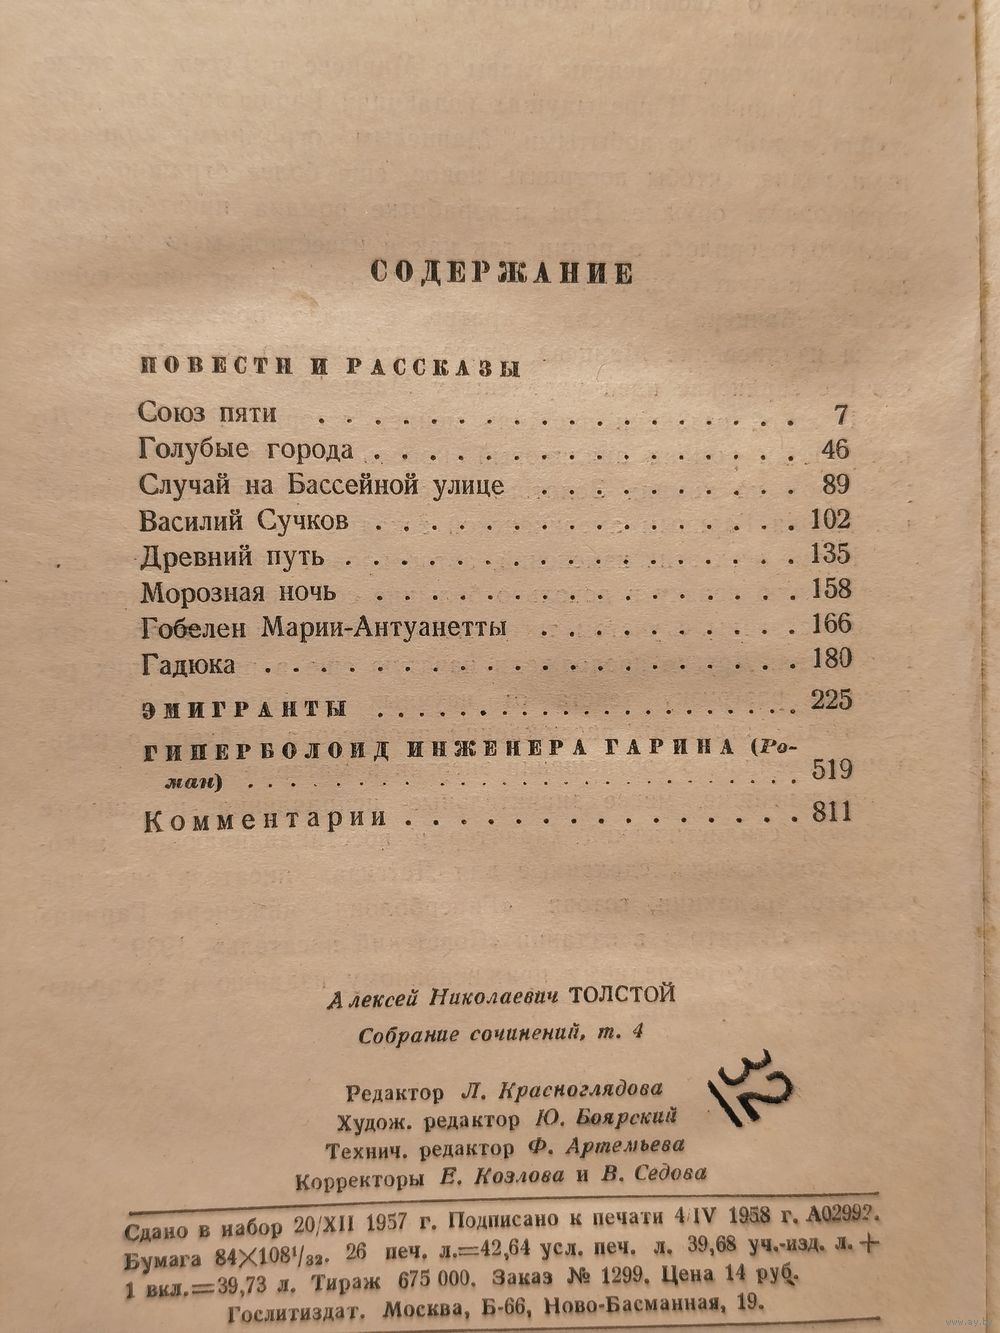 СОДЕРЖАНИЕ
ПОВЕСТИ И РАССКАЗЫ
Союз пяти . . . . . . . . . . . . . . . . . . 7
Голубые города . . . . . . . . . . . . . . . . 46
Случай на Бассейной улице . . . . . . . . . . 89
Василий Сучков . . . . . . . . . . . . . . . . 102
Древний путь . . . . . . . . . . . . . . . . . 135
Морозная ночь . . . . . . . . . . . . . . . . 158
Гобелен Марии-Антуанетты . . . . . . . . . . 166
Гадюка . . . . . . . . . . . . . . . . . . . . 180
ЭМИГРАНТЫ . . . . . . . . . . . . . . . . . 225
ГИПЕРБОЛОИД ИНЖЕНЕРА ГАРИНА (Ро-
ман) . . . . . . . . . . . . . . . . . . . . 519
Комментарии . . . . . . . . . . . . . . . 811
Алексей Николаевич ТОЛСТОЙ
Собрание сочинений, т. 4
32
Редактор Л. Красноглядова
Худож. редактор Ю. Боярский
Технич. редактор Ф. Артемьева
Корректоры Е. Козлова и В. Седова
Сдано в набор 20/XII 1957 г. Подписано к печати 4/IV 1958 г. А02992.
Бумага 84×108¹/₃₂. 26 печ. л.=42,64 усл. печ. л. 39,68 уч.-изд. л.+
1 вкл.=39,73 л. Тираж 675 000. Заказ № 1299. Цена 14 руб.
Гослитиздат. Москва, Б-66, Ново-Басманная, 19.
www.ay.by